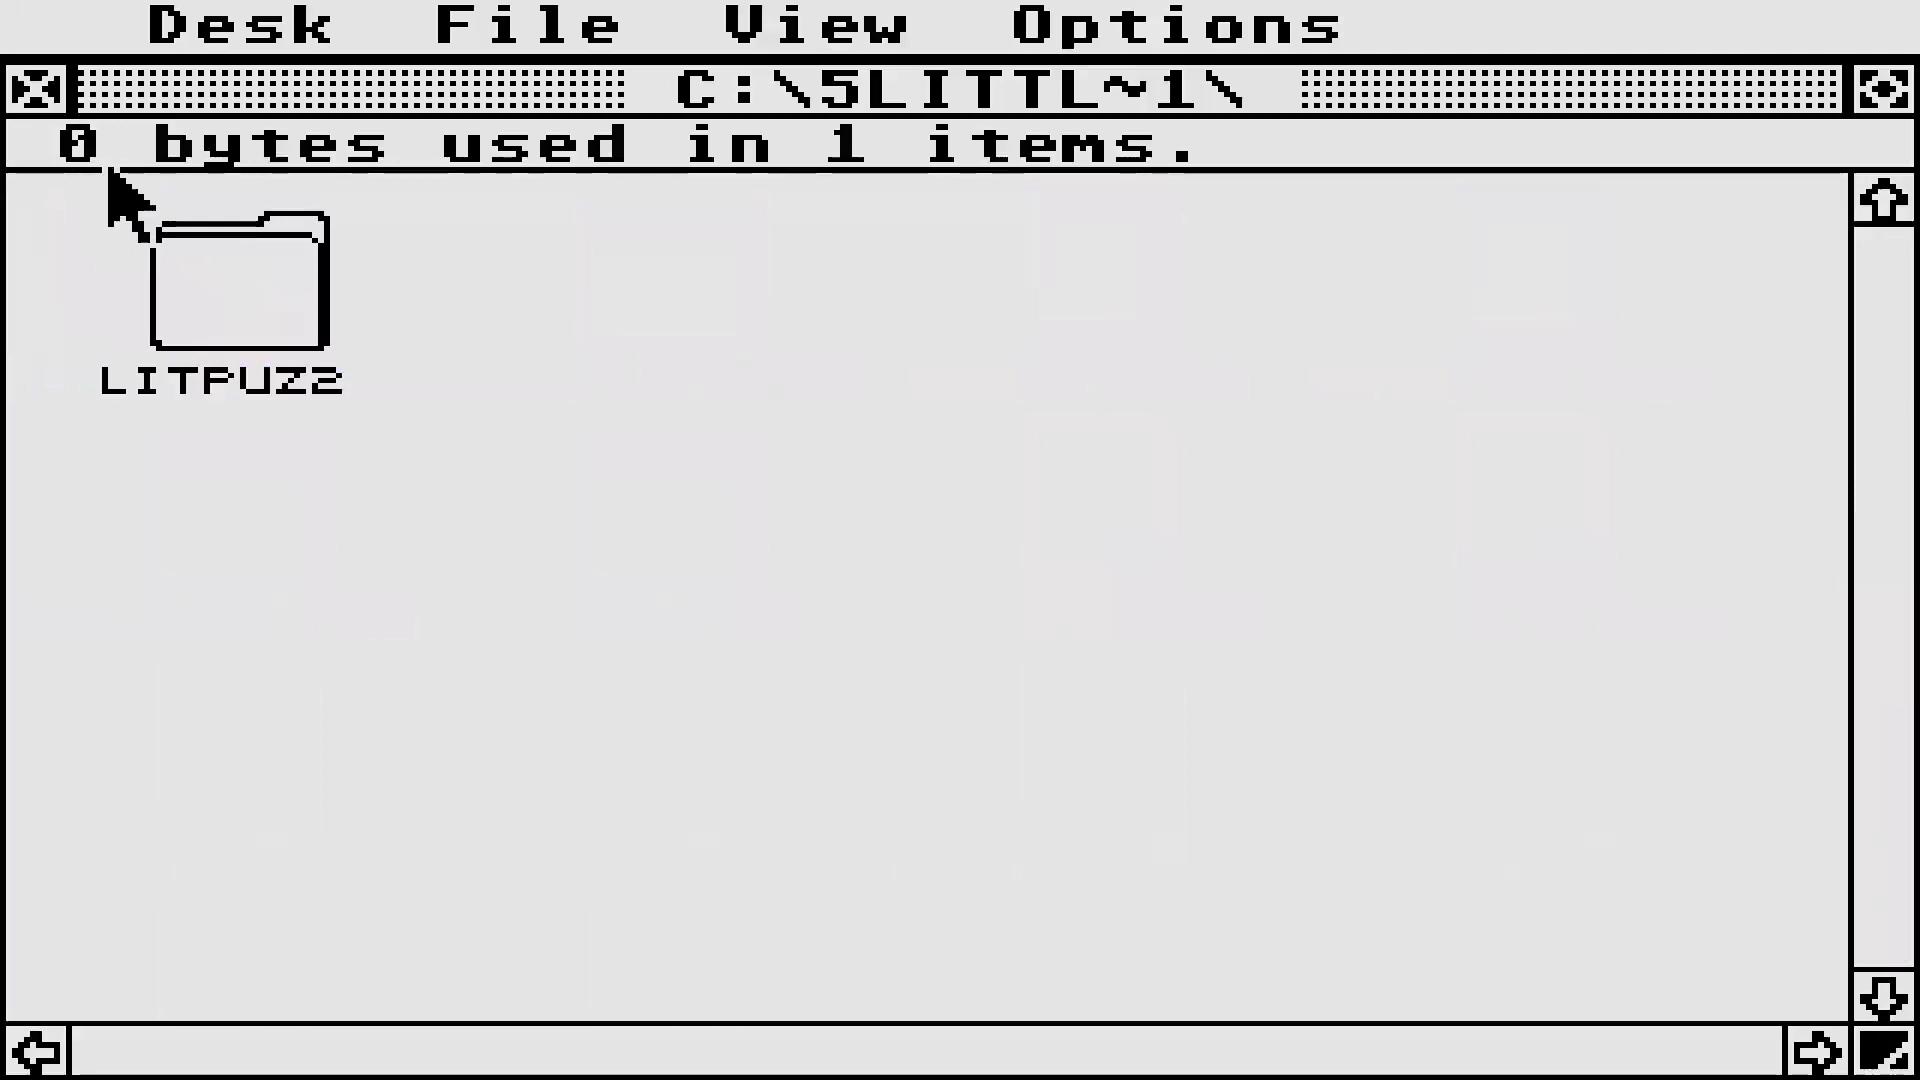 Desk File View Options
C:\5LITTL~1\
0 bytes used in 1 items.
LITPUZ2